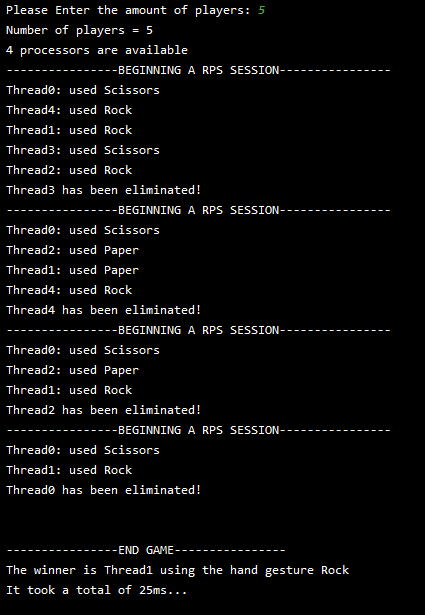 Please Enter the amount of players: 5
Number of players = 5
4 processors are available
----------------BEGINNING A RPS SESSION----------------
Thread0: used Scissors
Thread4: used Rock
Thread1: used Rock
Thread3: used Scissors
Thread2: used Rock
Thread3 has been eliminated!
----------------BEGINNING A RPS SESSION----------------
Thread0: used Scissors
Thread2: used Paper
Thread1: used Paper
Thread4: used Rock
Thread4 has been eliminated!
----------------BEGINNING A RPS SESSION----------------
Thread0: used Scissors
Thread2: used Paper
Thread1: used Rock
Thread2 has been eliminated!
----------------BEGINNING A RPS SESSION----------------
Thread0: used Scissors
Thread1: used Rock
Thread0 has been eliminated!
----------------END GAME----------------
The winner is Thread1 using the hand gesture Rock
It took a total of 25ms...